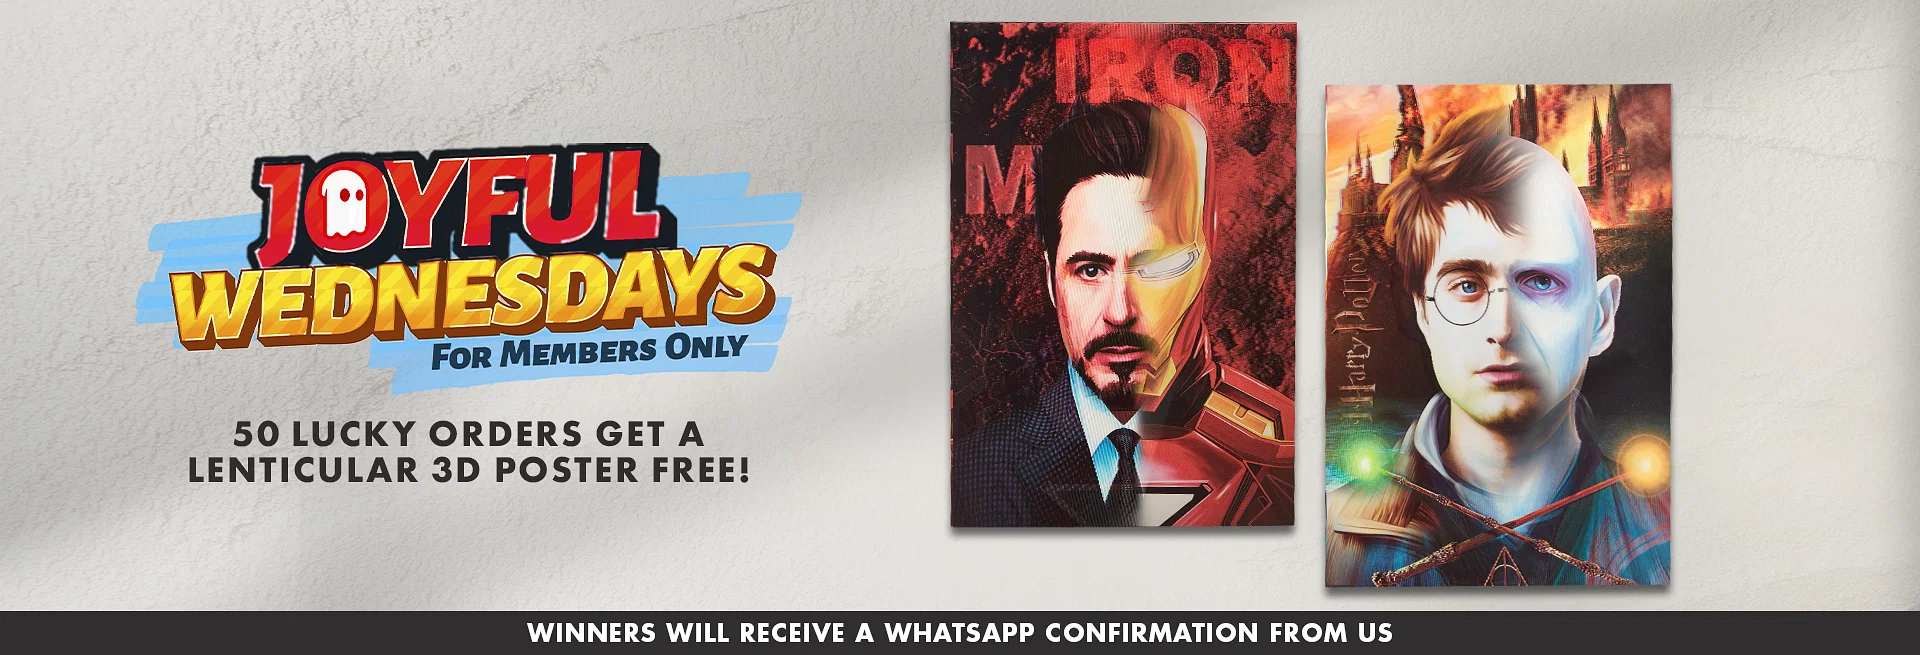 JOYFUL
WEDNESDAYS
FOR MEMBERS ONLY
50 LUCKY ORDERS GET A
LENTICULAR 3D POSTER FREE!
IRON
M
Harry Potter
WINNERS WILL RECEIVE A WHATSAPP CONFIRMATION FROM US